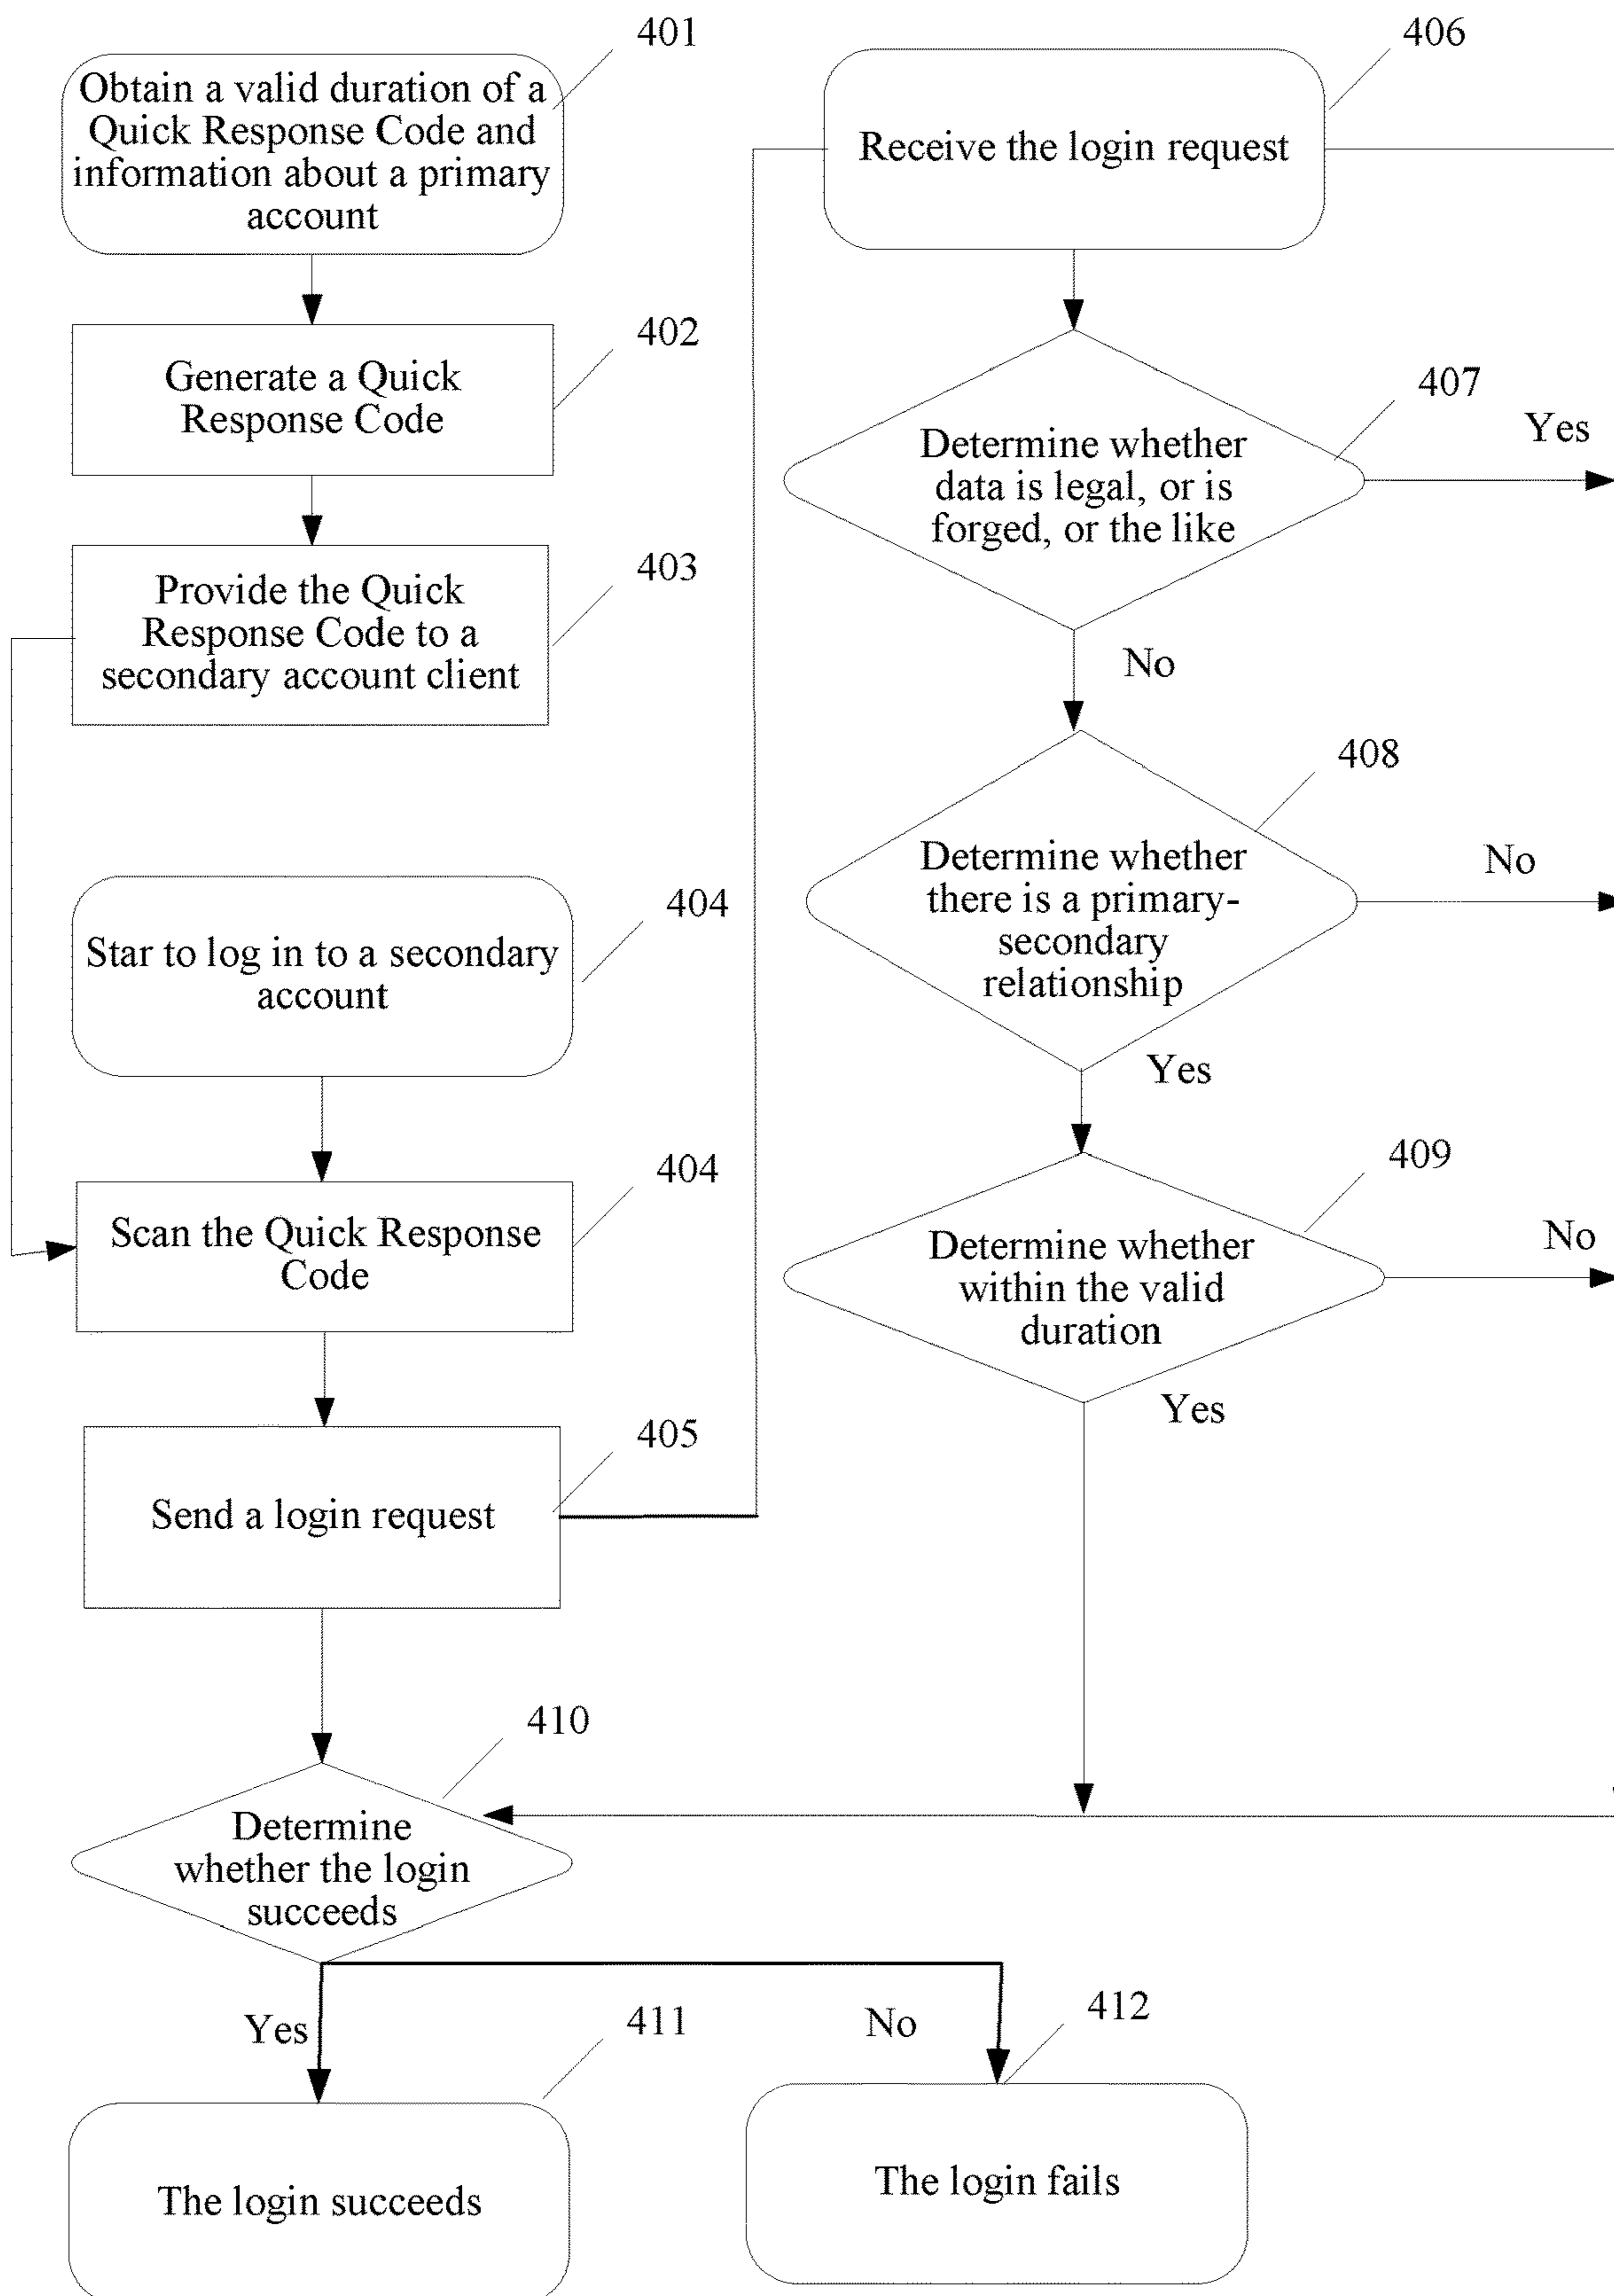 401
Obtain a valid duration of a
Quick Response Code and
information about a primary
account
402
Generate a Quick
Response Code
403
Provide the Quick
Response Code to a
secondary account client
404
Star to log in to a secondary
account
404
Scan the Quick Response
Code
405
Send a login request
406
Receive the login request
407
Determine whether
data is legal, or is
forged, or the like
Yes
No
408
Determine whether
there is a primary-
secondary
relationship
No
Yes
409
Determine whether
within the valid
duration
No
Yes
410
Determine
whether the login
succeeds
Yes
No
411
The login succeeds
412
The login fails